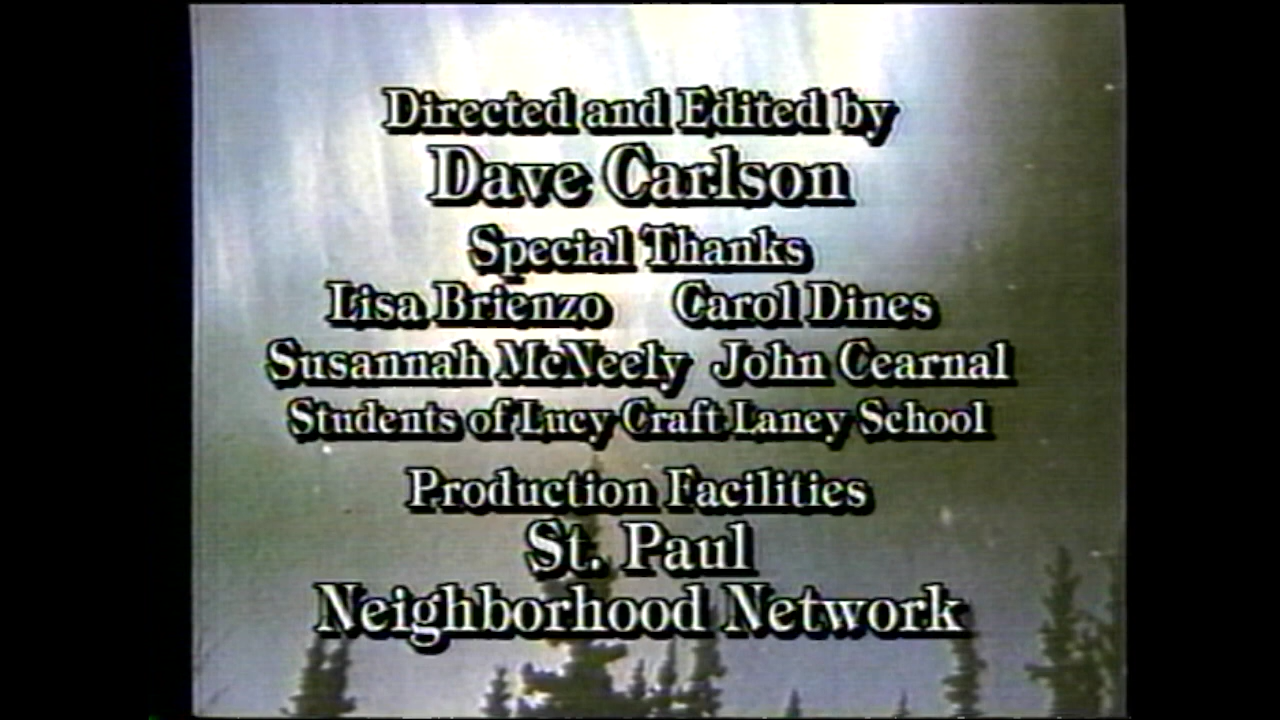 Directed and Edited by
Dave Carlson
Special Thanks
Lisa Brienzo Carol Dines
Susannah McNeely John Cearnal
Students of Lucy Craft Laney School
Production Facilities
St. Paul
Neighborhood Network